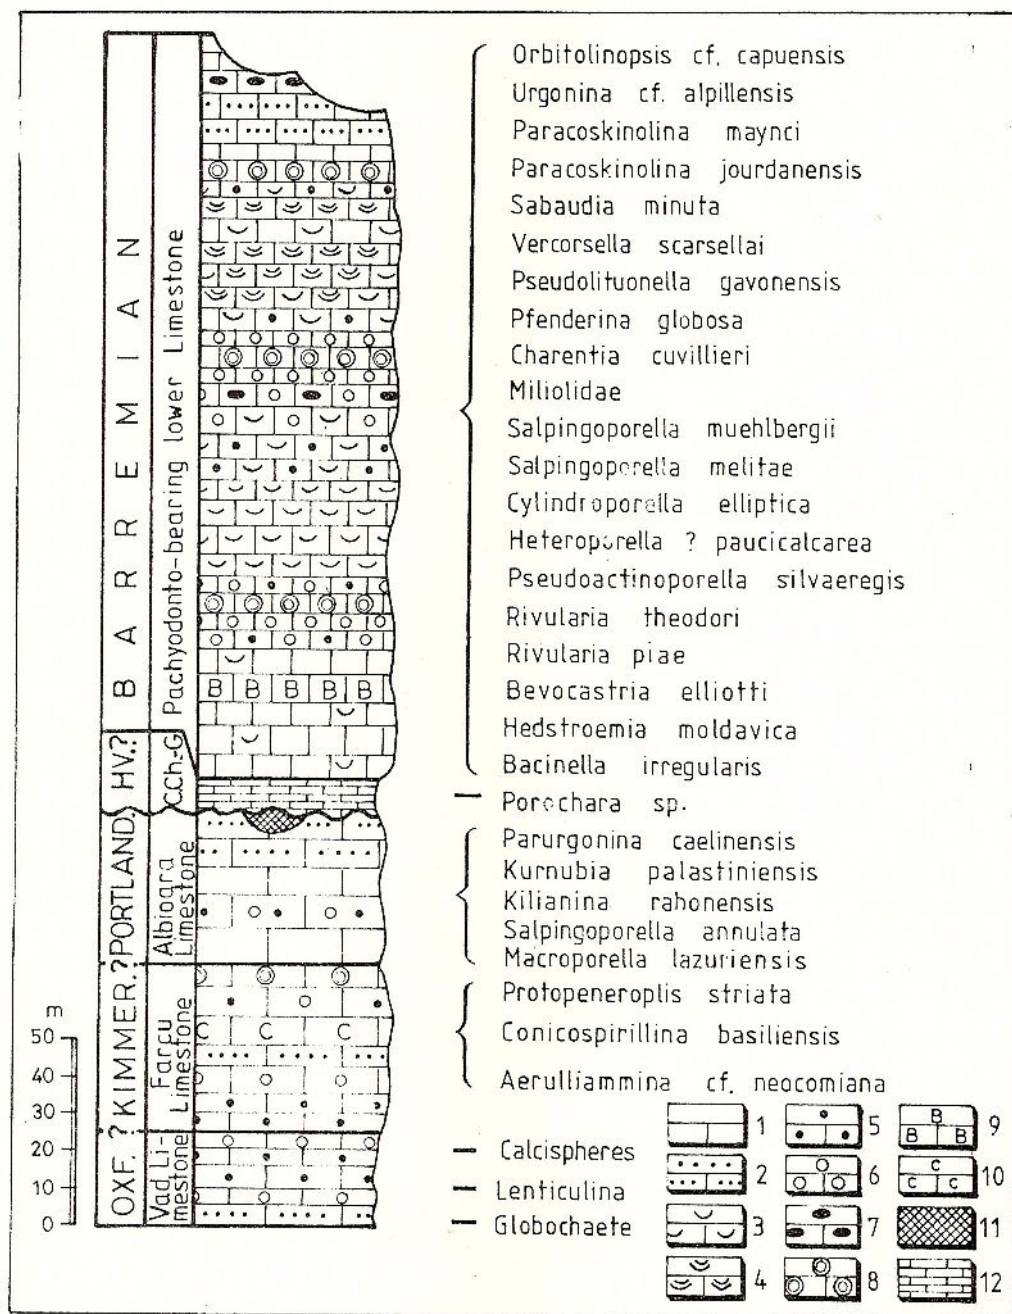 BARREMIAN
Pachyodonto-bearing lower Limestone
HV.?
C.Ch.-G
PORTLAND.
Albioara
Limestone
? KIMMER. ?
Farcu
Limestone
OXF.
Vad Li-
mestone
m
50
40
30
20
10
0
Orbitolinopsis cf. capuensis
Urgonina cf. alpillensis
Paracoskinolina maynci
Paracoskinolina jourdanensis
Sabaudia minuta
Vercorsella scarsellai
Pseudolituonella gavonensis
Pfenderina globosa
Charentia cuvillieri
Miliolidae
Salpingoporella muehlbergii
Salpingoporella melitae
Cylindroporella elliptica
Heteroporella ? paucicalcarea
Pseudoactinoporella silvaeregis
Rivularia theodori
Rivularia piae
Bevocastria elliotti
Hedstroemia moldavica
Bacinella irregularis
Porochara sp.
Parurgonina caelinensis
Kurnubia palastiniensis
Kilianina rahonensis
Salpingoporella annulata
Macroporella lazuriensis
Protopeneroplis striata
Conicospirillina basiliensis
Aerulliammina cf. neocomiana
Calcispheres
Lenticulina
Globochaete
B B B B B
C C C
1
2
3
4
5
6
7
8
B
B B
9
C
C C
10
11
12